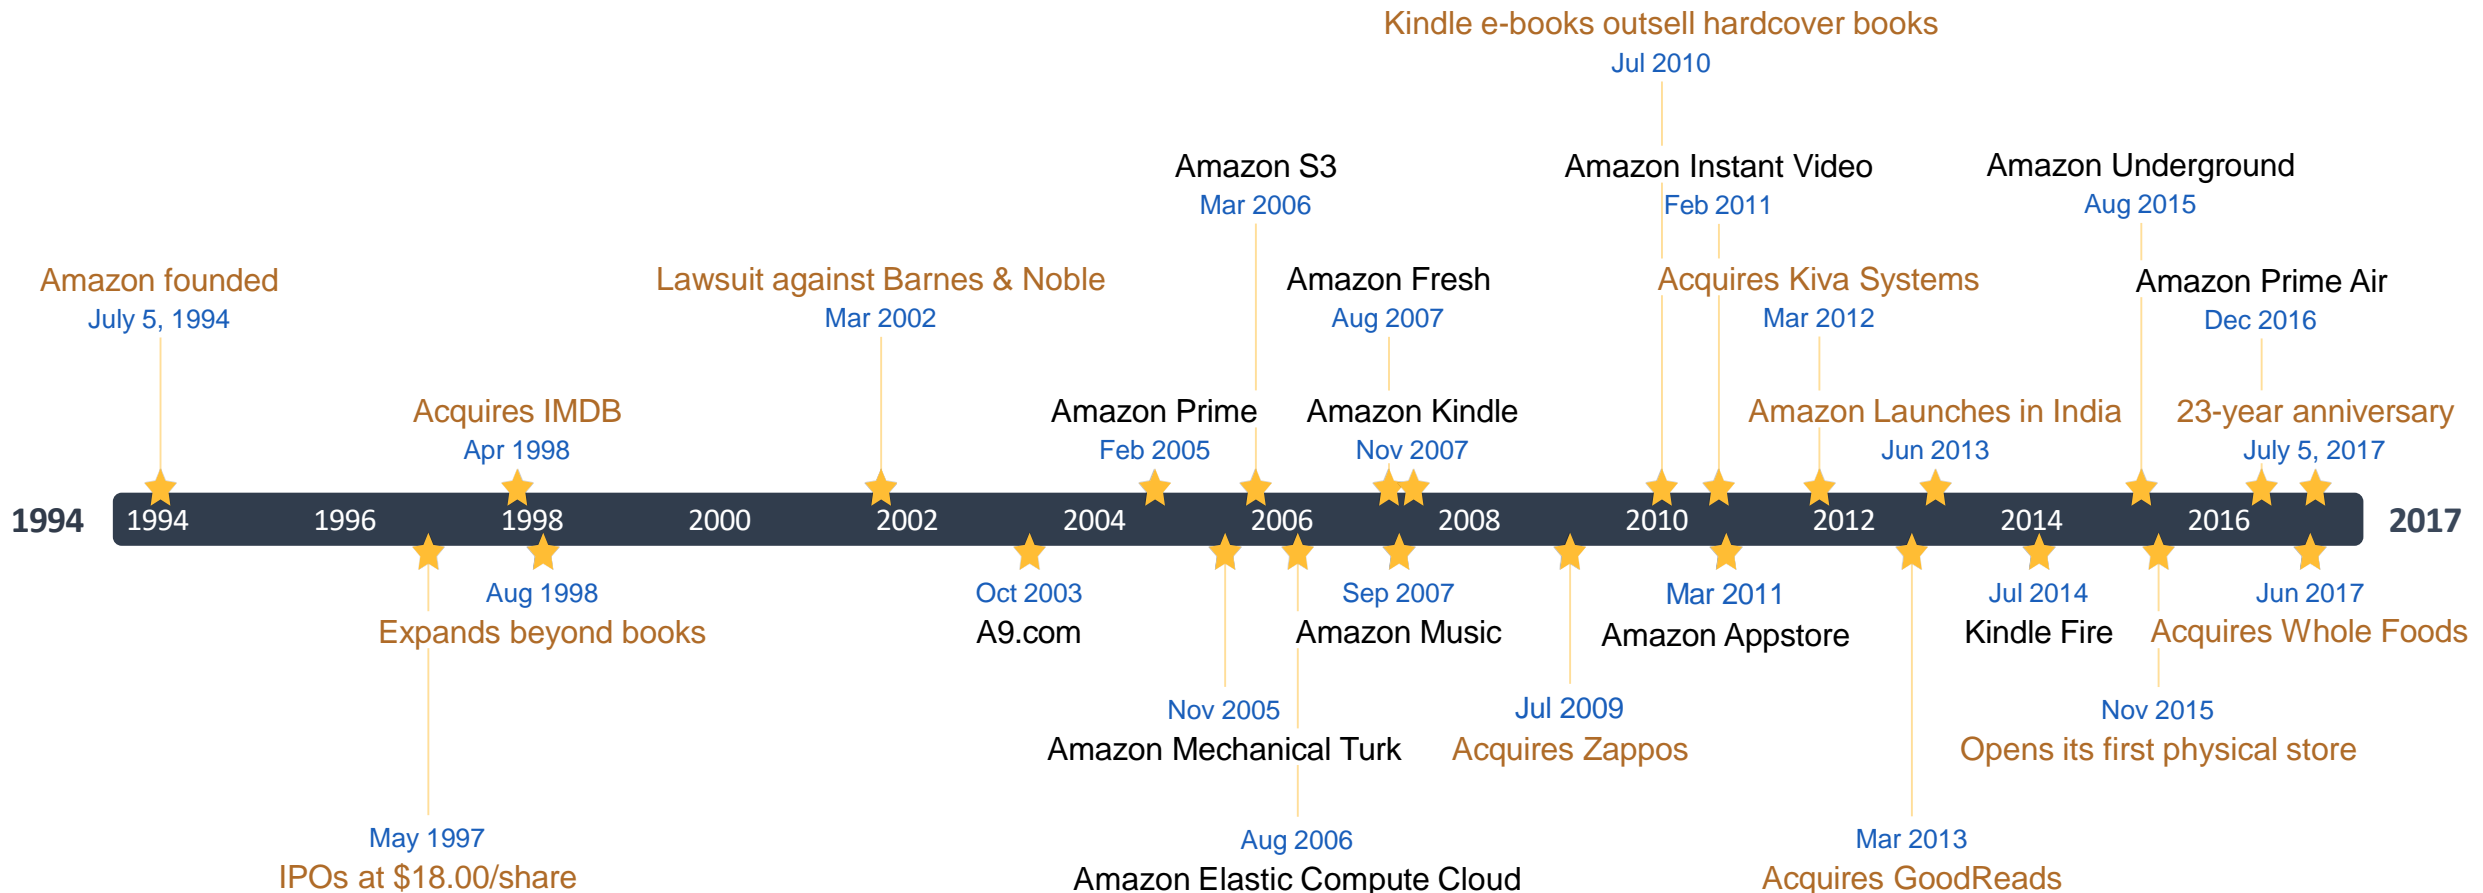 Kindle e-books outsell hardcover books
Jul 2010
Amazon S3
Mar 2006
Amazon Instant Video
Feb 2011
Amazon Underground
Aug 2015
Amazon founded
July 5, 1994
Lawsuit against Barnes & Noble
Mar 2002
Amazon Fresh
Aug 2007
Acquires Kiva Systems
Mar 2012
Amazon Prime Air
Dec 2016
Acquires IMDB
Apr 1998
Amazon Prime
Feb 2005
Amazon Kindle
Nov 2007
Amazon Launches in India
Jun 2013
23-year anniversary
July 5, 2017
1994 1994 1996 1998 2000 2002 2004 2006 2008 2010 2012 2014 2016 2017
Aug 1998
Expands beyond books
Oct 2003
A9.com
Sep 2007
Amazon Music
Mar 2011
Amazon Appstore
Jul 2014
Kindle Fire
Jun 2017
Acquires Whole Foods
Nov 2005
Amazon Mechanical Turk
Jul 2009
Acquires Zappos
Nov 2015
Opens its first physical store
May 1997
IPOs at $18.00/share
Aug 2006
Amazon Elastic Compute Cloud
Mar 2013
Acquires GoodReads